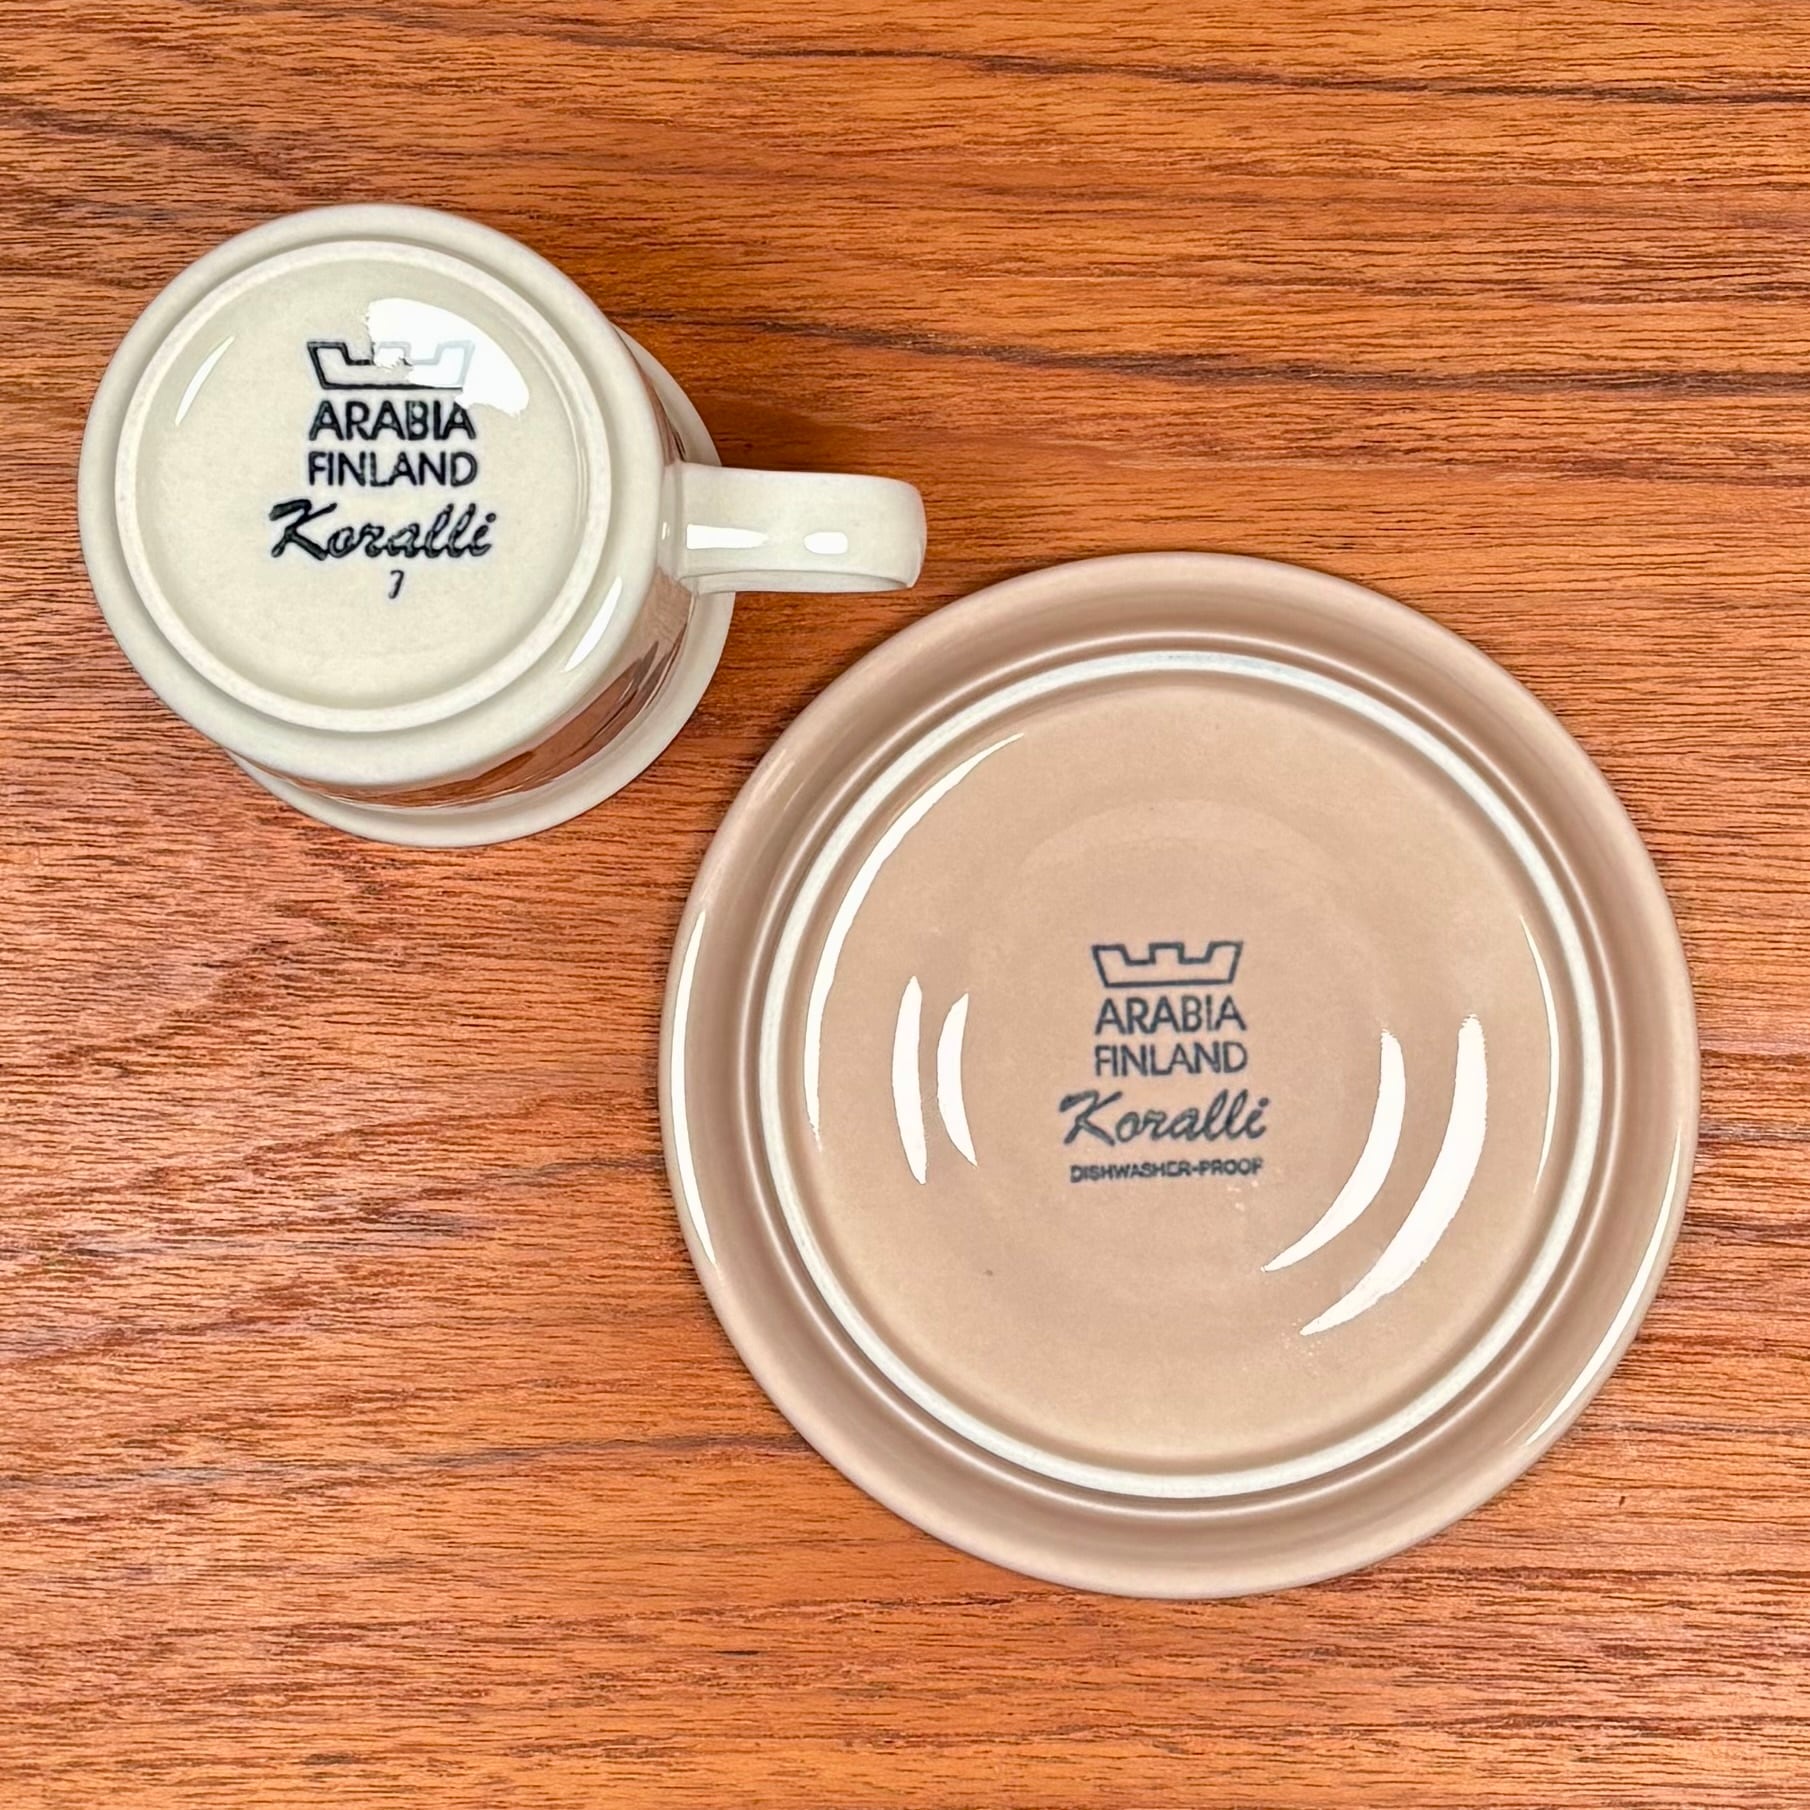 ARABIA
FINLAND
Koralli
7
ARABIA
FINLAND
Koralli
DISHWASHER-PROOF